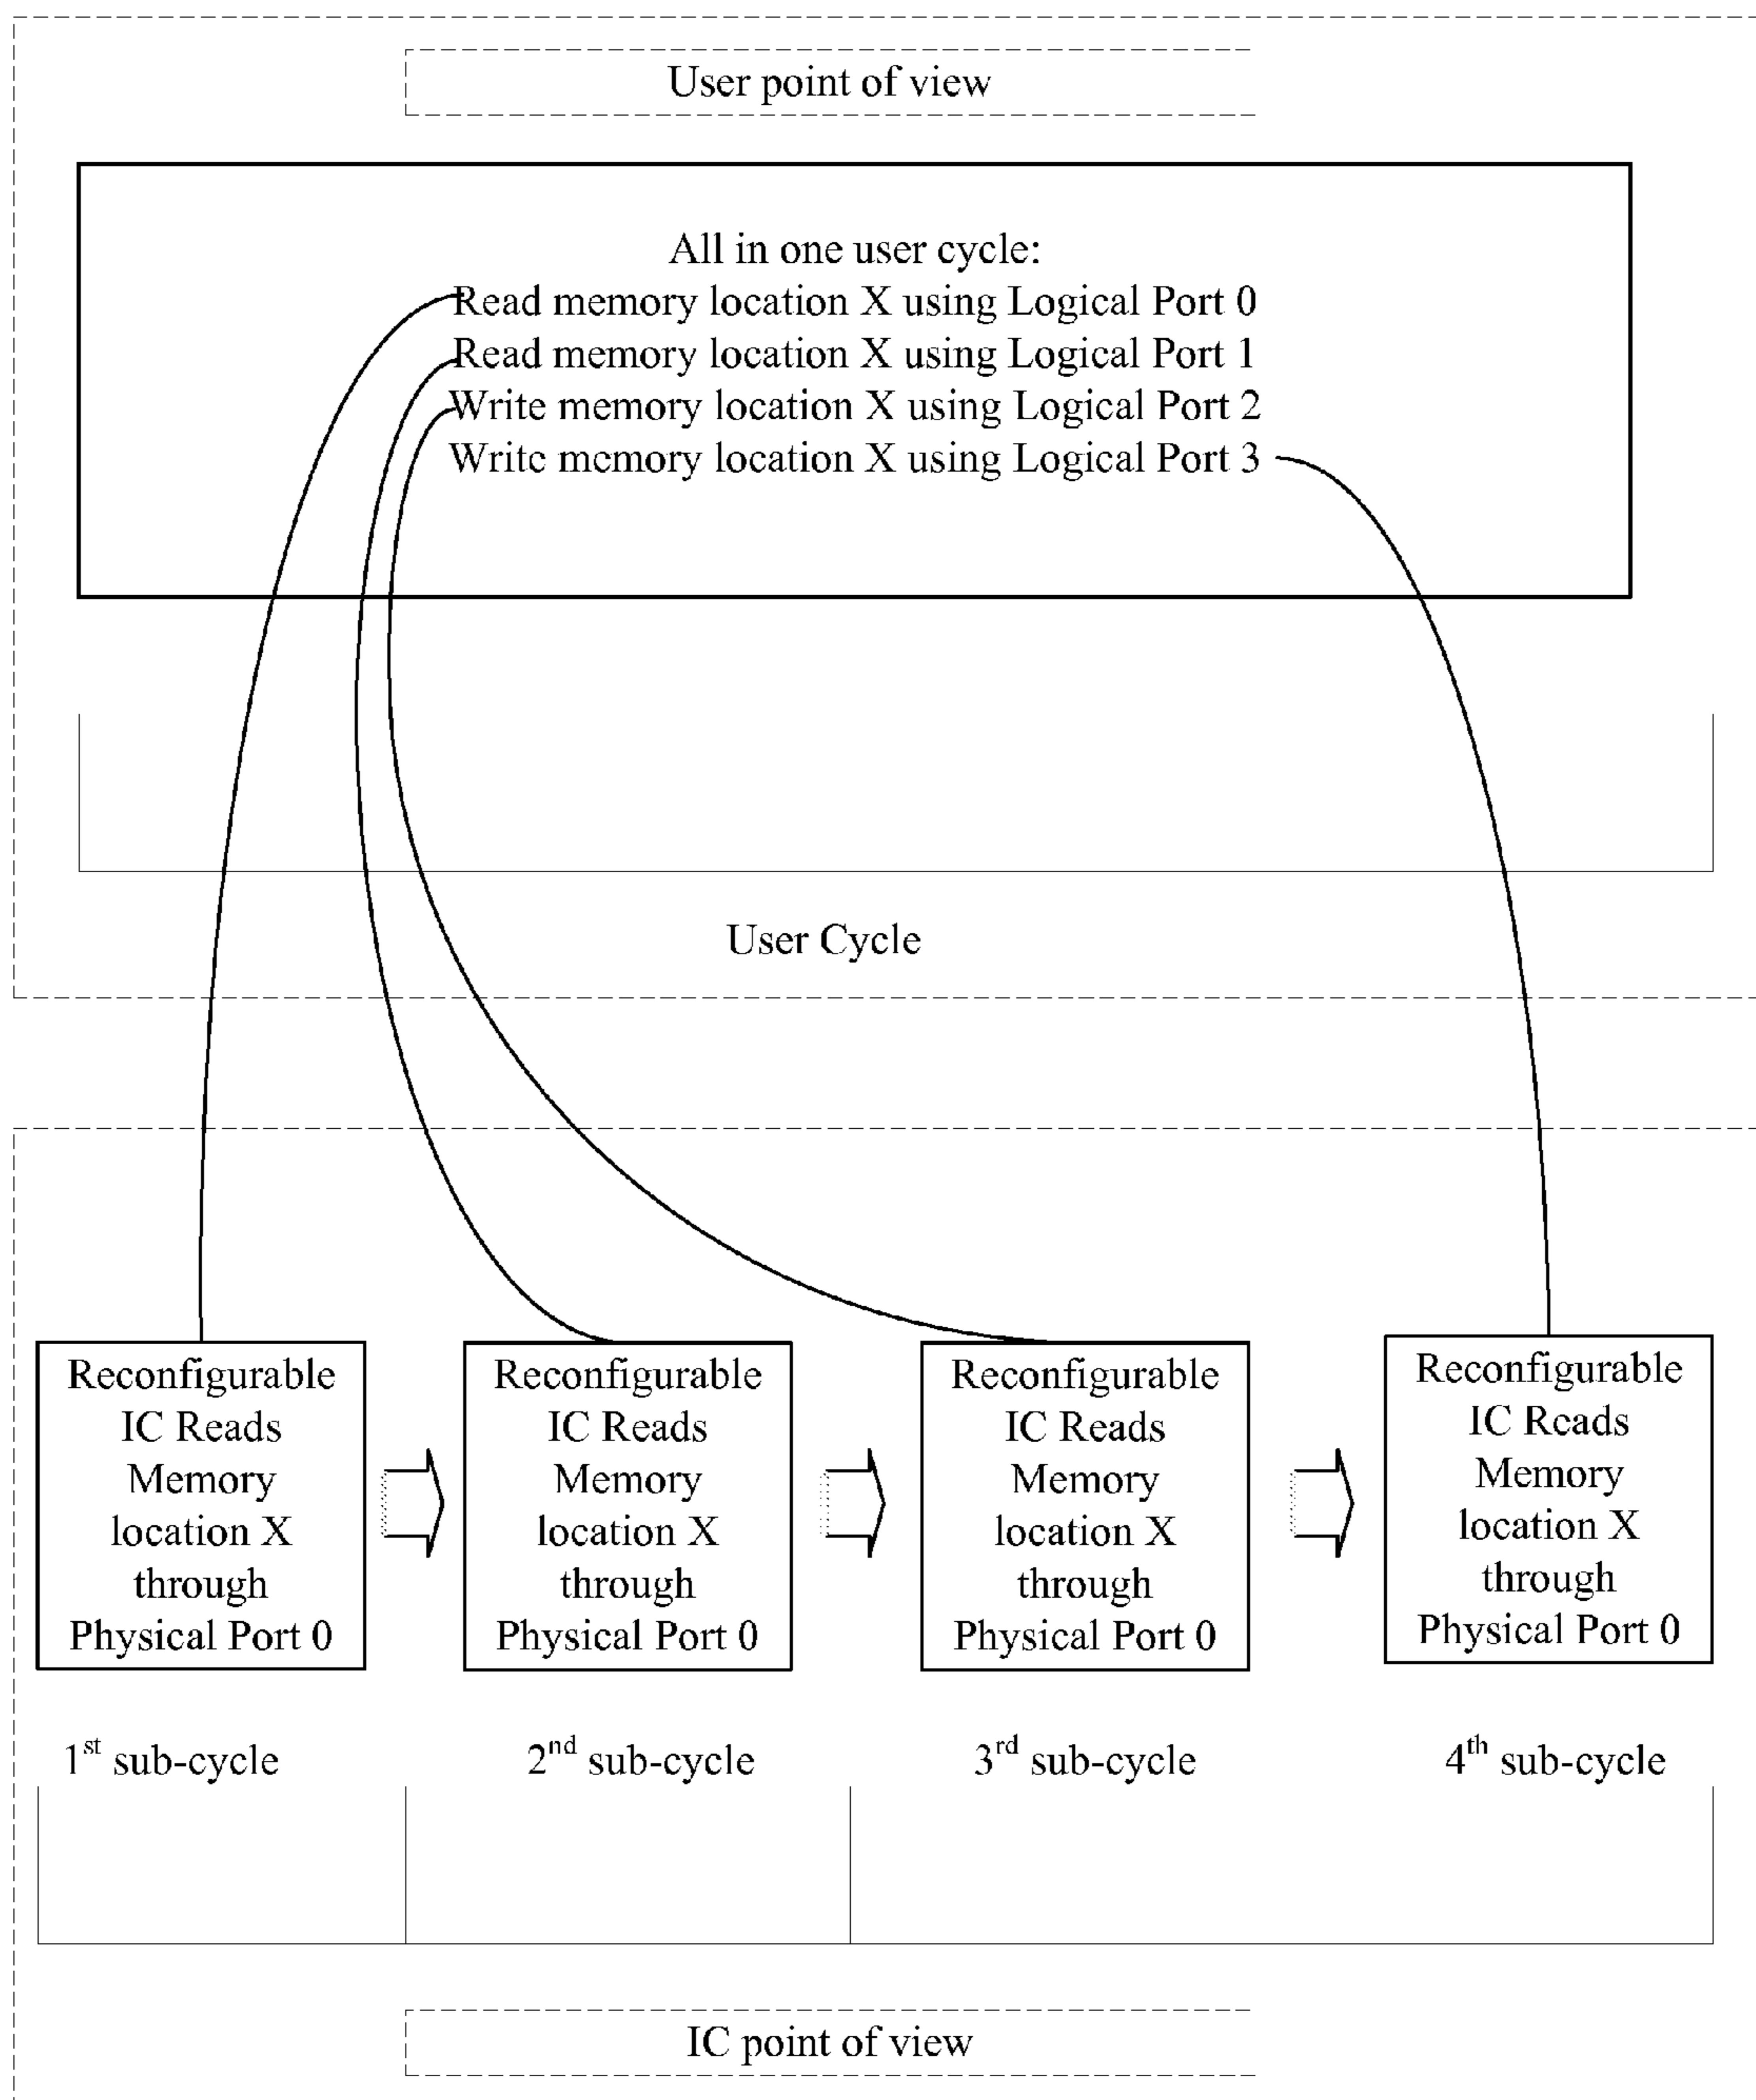 User point of view
All in one user cycle:
Read memory location X using Logical Port 0
Read memory location X using Logical Port 1
Write memory location X using Logical Port 2
Write memory location X using Logical Port 3
User Cycle
Reconfigurable
IC Reads
Memory
location X
through
Physical Port 0
Reconfigurable
IC Reads
Memory
location X
through
Physical Port 0
Reconfigurable
IC Reads
Memory
location X
through
Physical Port 0
Reconfigurable
IC Reads
Memory
location X
through
Physical Port 0
1st sub-cycle
2nd sub-cycle
3rd sub-cycle
4th sub-cycle
IC point of view